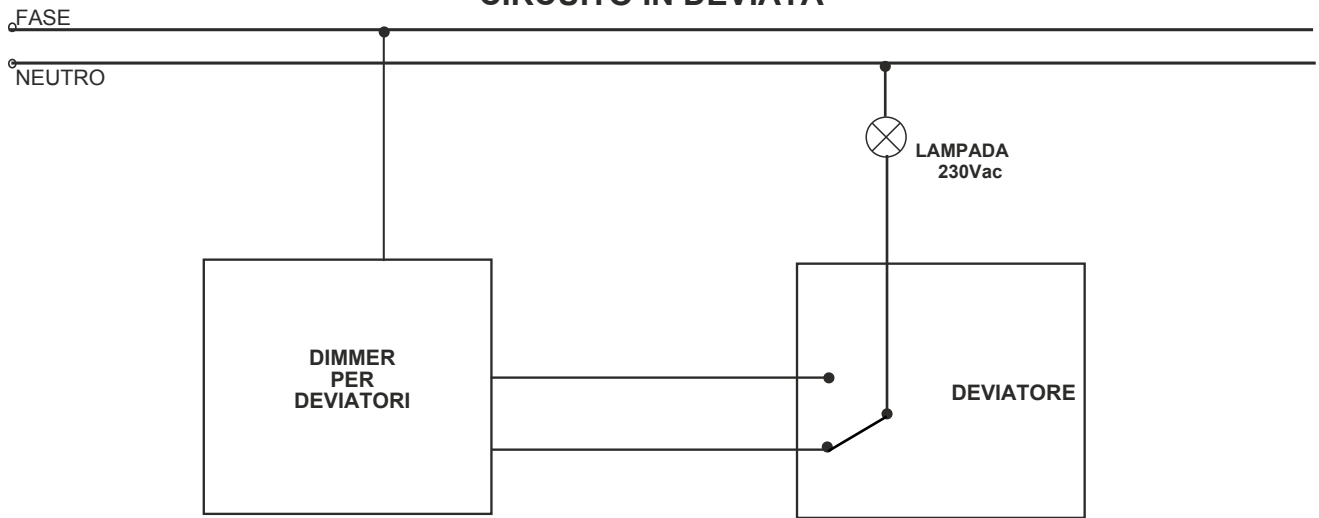 CIRCUITO IN DEVIATA
FASE
NEUTRO
LAMPADA
230Vac
DIMMER
PER
DEVIATORI
DEVIATORE